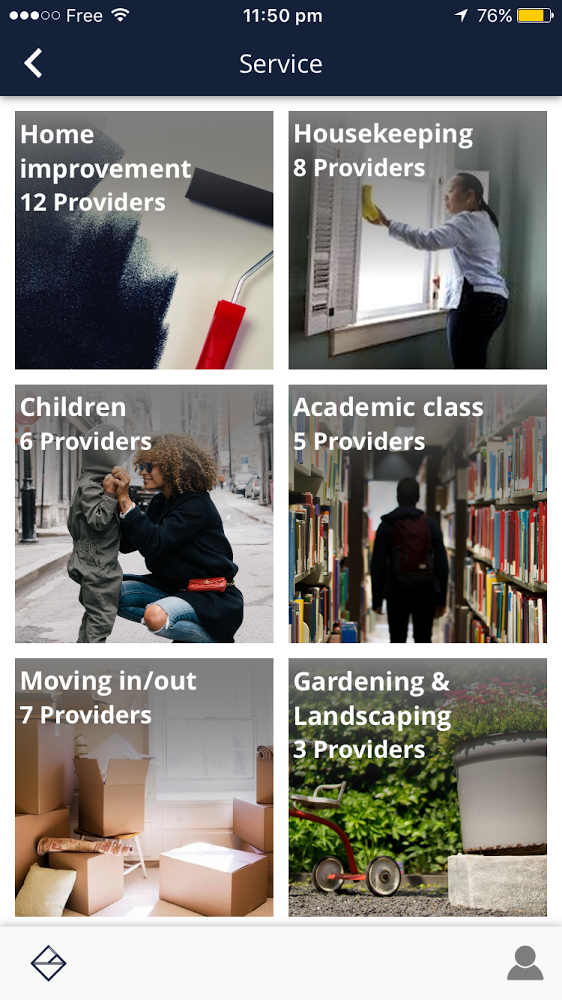 Free 11:50 pm 76%
Service
Home
improvement
12 Providers
Housekeeping
8 Providers
Children
6 Providers
Academic class
5 Providers
Moving in/out
7 Providers
Gardening &
Landscaping
3 Providers